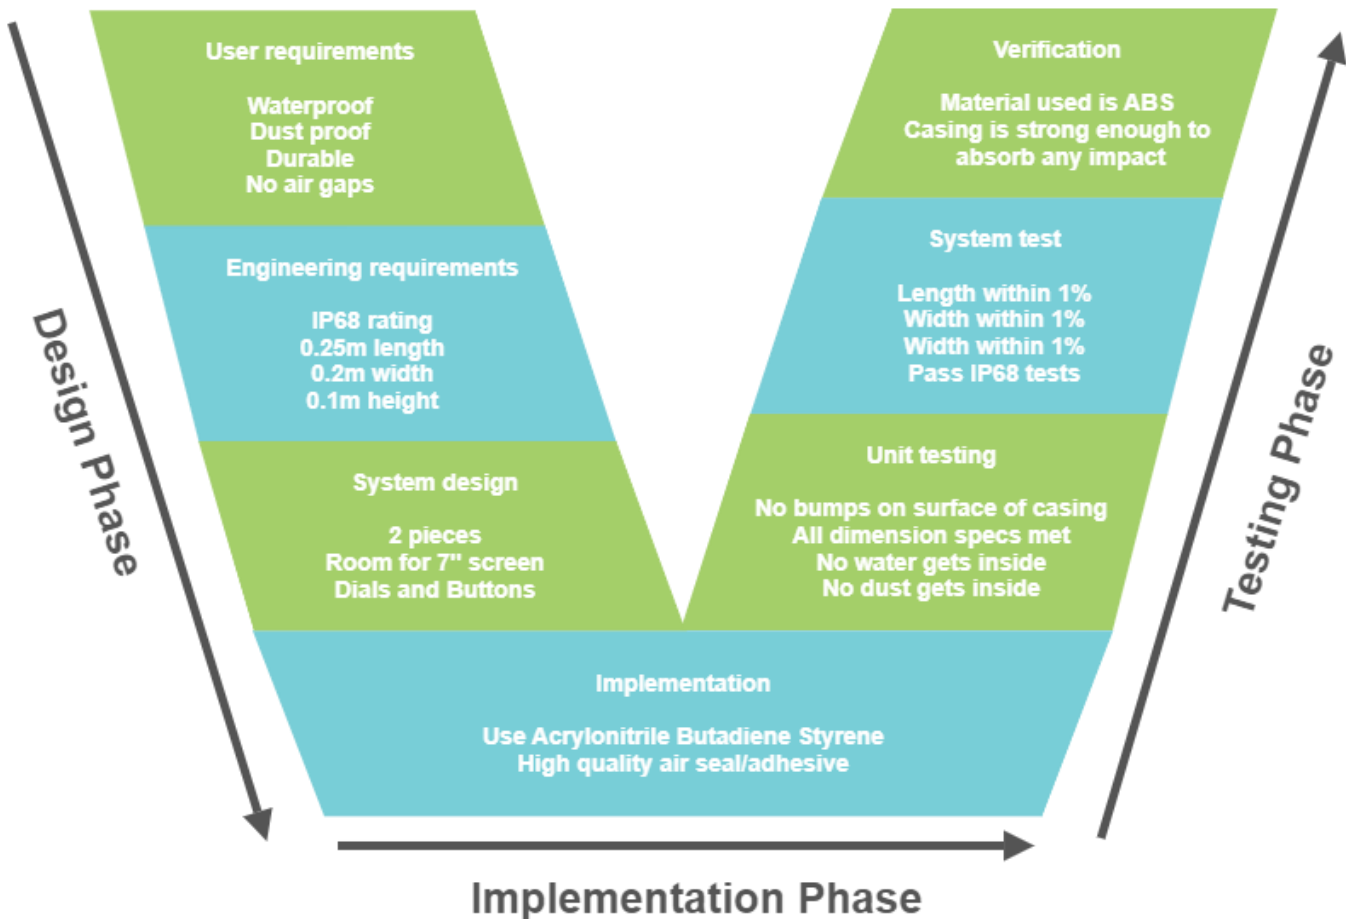 User requirements
Waterproof
Dust proof
Durable
No air gaps
Engineering requirements
IP68 rating
0.25m length
0.2m width
0.1m height
System design
2 pieces
Room for 7" screen
Dials and Buttons
Implementation
Use Acrylonitrile Butadiene Styrene
High quality air seal/adhesive
Unit testing
No bumps on surface of casing
All dimension specs met
No water gets inside
No dust gets inside
System test
Length within 1%
Width within 1%
Width within 1%
Pass IP68 tests
Verification
Material used is ABS
Casing is strong enough to
absorb any impact
Design Phase
Implementation Phase
Testing Phase